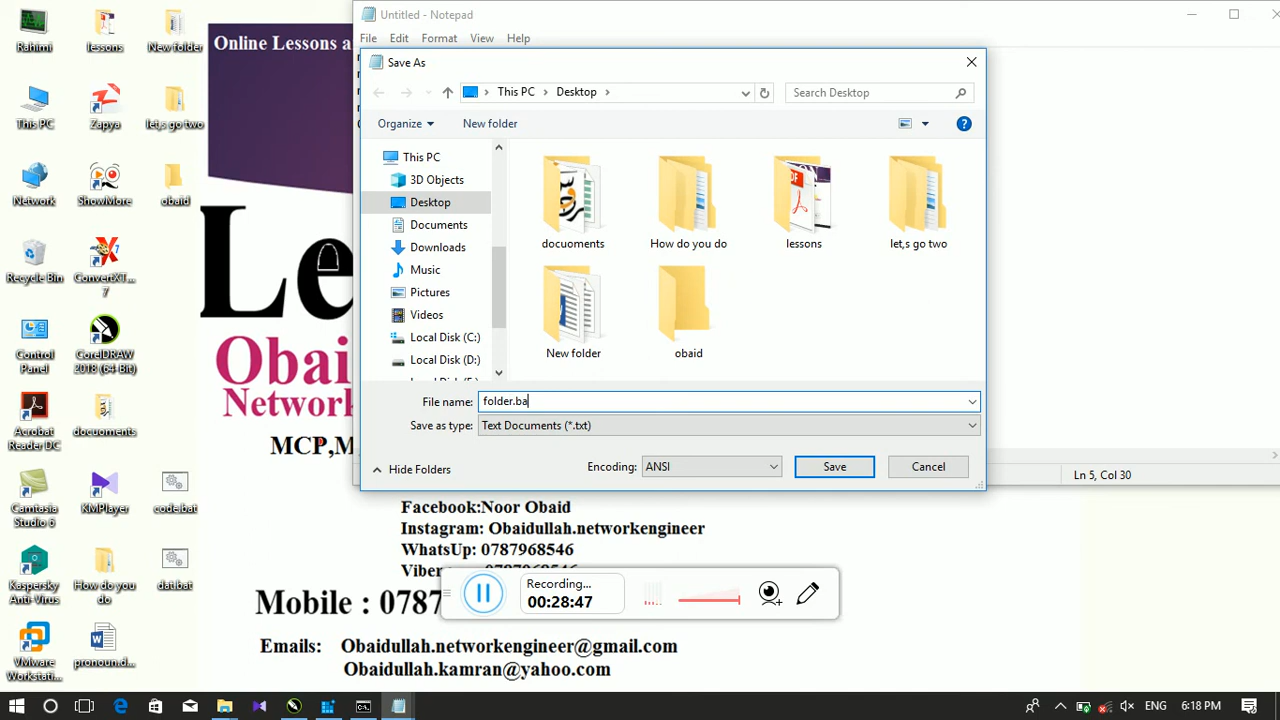 Rahimi
lessons
New folder
This PC
Zapya
let,s go two
Network
ShowMore
obaid
Recycle Bin
ConvertXT...
7
Control
Panel
CorelDRAW
2018 (64-Bit)
Acrobat
Reader DC
docuoments
Camtasia
Studio 6
KMPlayer
code.bat
Kaspersky
Anti-Virus
How do you
do
dat.bat
VMware
Workstati...
pronoun.d...
Online Lessons a
Le
Obaid
Network
MCP,M
Facebook:Noor Obaid
Instagram: Obaidullah.networkengineer
WhatsUp: 0787968546
Mobile : 0787
Emails: Obaidullah.networkengineer@gmail.com
Obaidullah.kamran@yahoo.com
Untitled - Notepad
File Edit Format View Help
Save As
This PC > Desktop >
Search Desktop
Organize
New folder
This PC
3D Objects
Desktop
Documents
Downloads
Music
Pictures
Videos
Local Disk (C:)
Local Disk (D:)
docuoments
How do you do
lessons
let,s go two
New folder
obaid
PDF
File name: folder.ba
Save as type: Text Documents (*.txt)
Hide Folders
Encoding: ANSI
Save
Cancel
Ln 5, Col 30
Recording...
00:28:47
ENG
6:18 PM